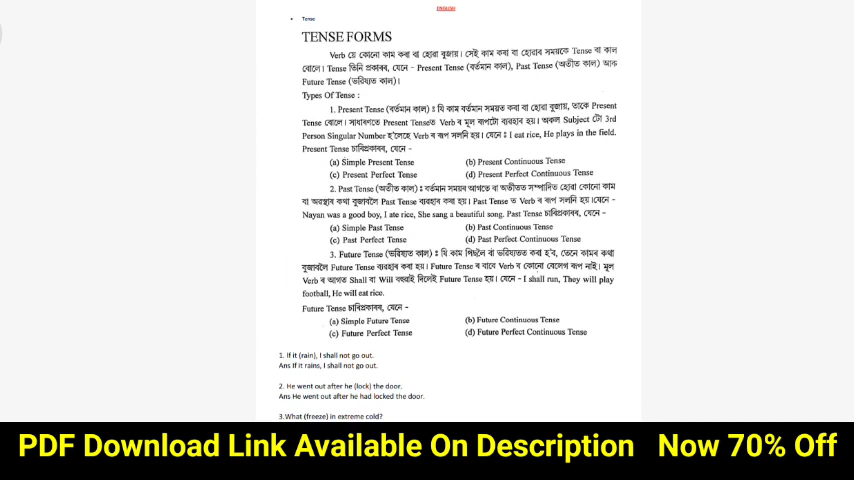 ENGLISH
• Tense
TENSE FORMS
Verb য়ে কোনো কাম কৰা বা হোৱা বুজায়। সেই কাম কৰা বা হোৱাৰ সময়কে Tense বা কাল
বোলে। Tense তিনি প্ৰকাৰৰ, যেনে - Present Tense (বৰ্তমান কাল), Past Tense (অতীত কাল) আৰু
Future Tense (ভৱিষ্যত কাল)।
Types Of Tense :
1. Present Tense (বৰ্তমান কাল) ঃ যি কাম বৰ্তমান সময়ত কৰা বা হোৱা বুজায়, তাকে Present
Tense বোলে। সাধাৰণতে Present Tenseত Verb ৰ মূল ৰূপটো ব্যৱহাৰ হয়। অকল Subject টো 3rd
Person Singular Number হ'লেহে Verb ৰ ৰূপ সলনি হয়। যেনে ঃ I eat rice, He plays in the field.
Present Tense চাৰিপ্ৰকাৰৰ, যেনে -
(a) Simple Present Tense (b) Present Continuous Tense
(c) Present Perfect Tense (d) Present Perfect Continuous Tense
2. Past Tense (অতীত কাল) ঃ বৰ্তমান সময়ৰ আগতে বা অতীতত সম্পাদিত হোৱা কোনো কাম
বা অৱস্থাৰ কথা বুজাবলৈ Past Tense ব্যৱহাৰ কৰা হয়। Past Tense ত Verb ৰ ৰূপ সলনি হয়।যেনে-
Nayan was a good boy, I ate rice, She sang a beautiful song. Past Tense চাৰিপ্ৰকাৰৰ, যেনে -
(a) Simple Past Tense (b) Past Continuous Tense
(c) Past Perfect Tense (d) Past Perfect Continuous Tense
3. Future Tense (ভৱিষ্যত কাল) ঃ যি কাম পিছলৈ বা ভৱিষ্যতত কৰা হ'ব, তেনে কামৰ কথা
বুজাবলৈ Future Tense ব্যৱহাৰ কৰা হয়। Future Tense ৰ বাবে Verb ৰ কোনো বেলেগ ৰূপ নাই। মূল
Verb ৰ আগত Shall বা Will বহুৱাই দিলেই Future Tense হয়। যেনে - I shall run, They will play
football, He will eat rice.
Future Tense চাৰিপ্ৰকাৰৰ, যেনে -
(a) Simple Future Tense (b) Future Continuous Tense
(c) Future Perfect Tense (d) Future Perfect Continuous Tense
1. If it (rain), I shall not go out.
Ans If it rains, I shall not go out.
2. He went out after he (lock) the door.
Ans He went out after he had locked the door.
3.What (freeze) in extreme cold?
PDF Download Link Available On Description Now 70% Off